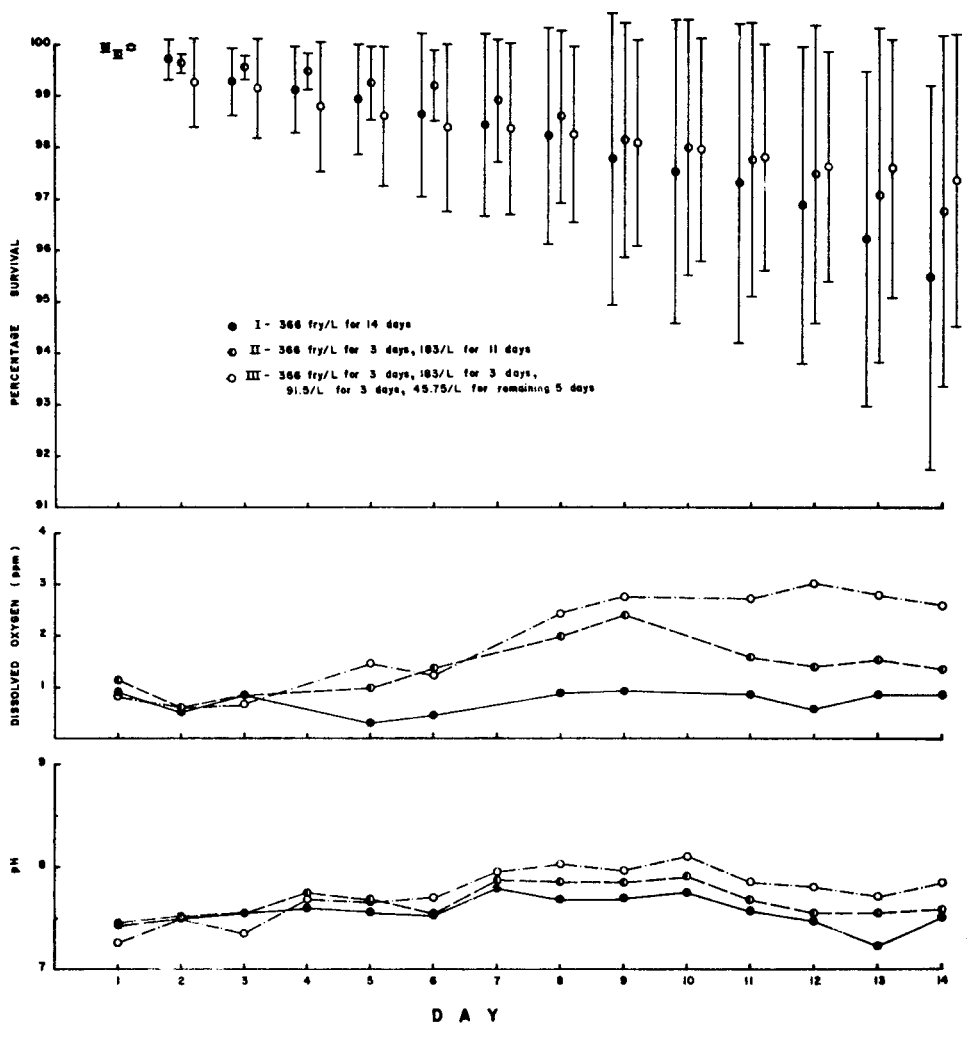 100
99
98
97
96
95
94
93
92
91
PERCENTAGE SURVIVAL
I - 366 fry/L for 14 days
II - 366 fry/L for 3 days, 183/L for 11 days
III - 366 fry/L for 3 days, 183/L for 3 days,
91.5/L for 3 days, 45.75/L for remaining 5 days
4
3
2
1
DISSOLVED OXYGEN (ppm)
9
8
7
pH
1 2 3 4 5 6 7 8 9 10 11 12 13 14
DAY